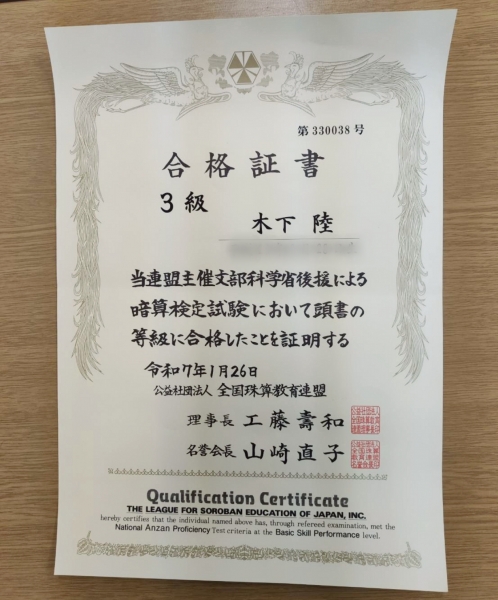 第 330038 号
合格証書
3級
木下 陸
当連盟主催文部科学省後援による
暗算検定試験において頭書の
等級に合格したことを証明する
令和7年1月26日
公益社団法人 全国珠算教育連盟
理事長 工藤壽和
名誉会長 山崎直子
Qualification Certificate
THE LEAGUE FOR SOROBAN EDUCATION OF JAPAN, INC.
hereby certifies that the individual named above has, through refereed examination, met the
National Anzan Proficiency Test criteria at the Basic Skill Performance level.